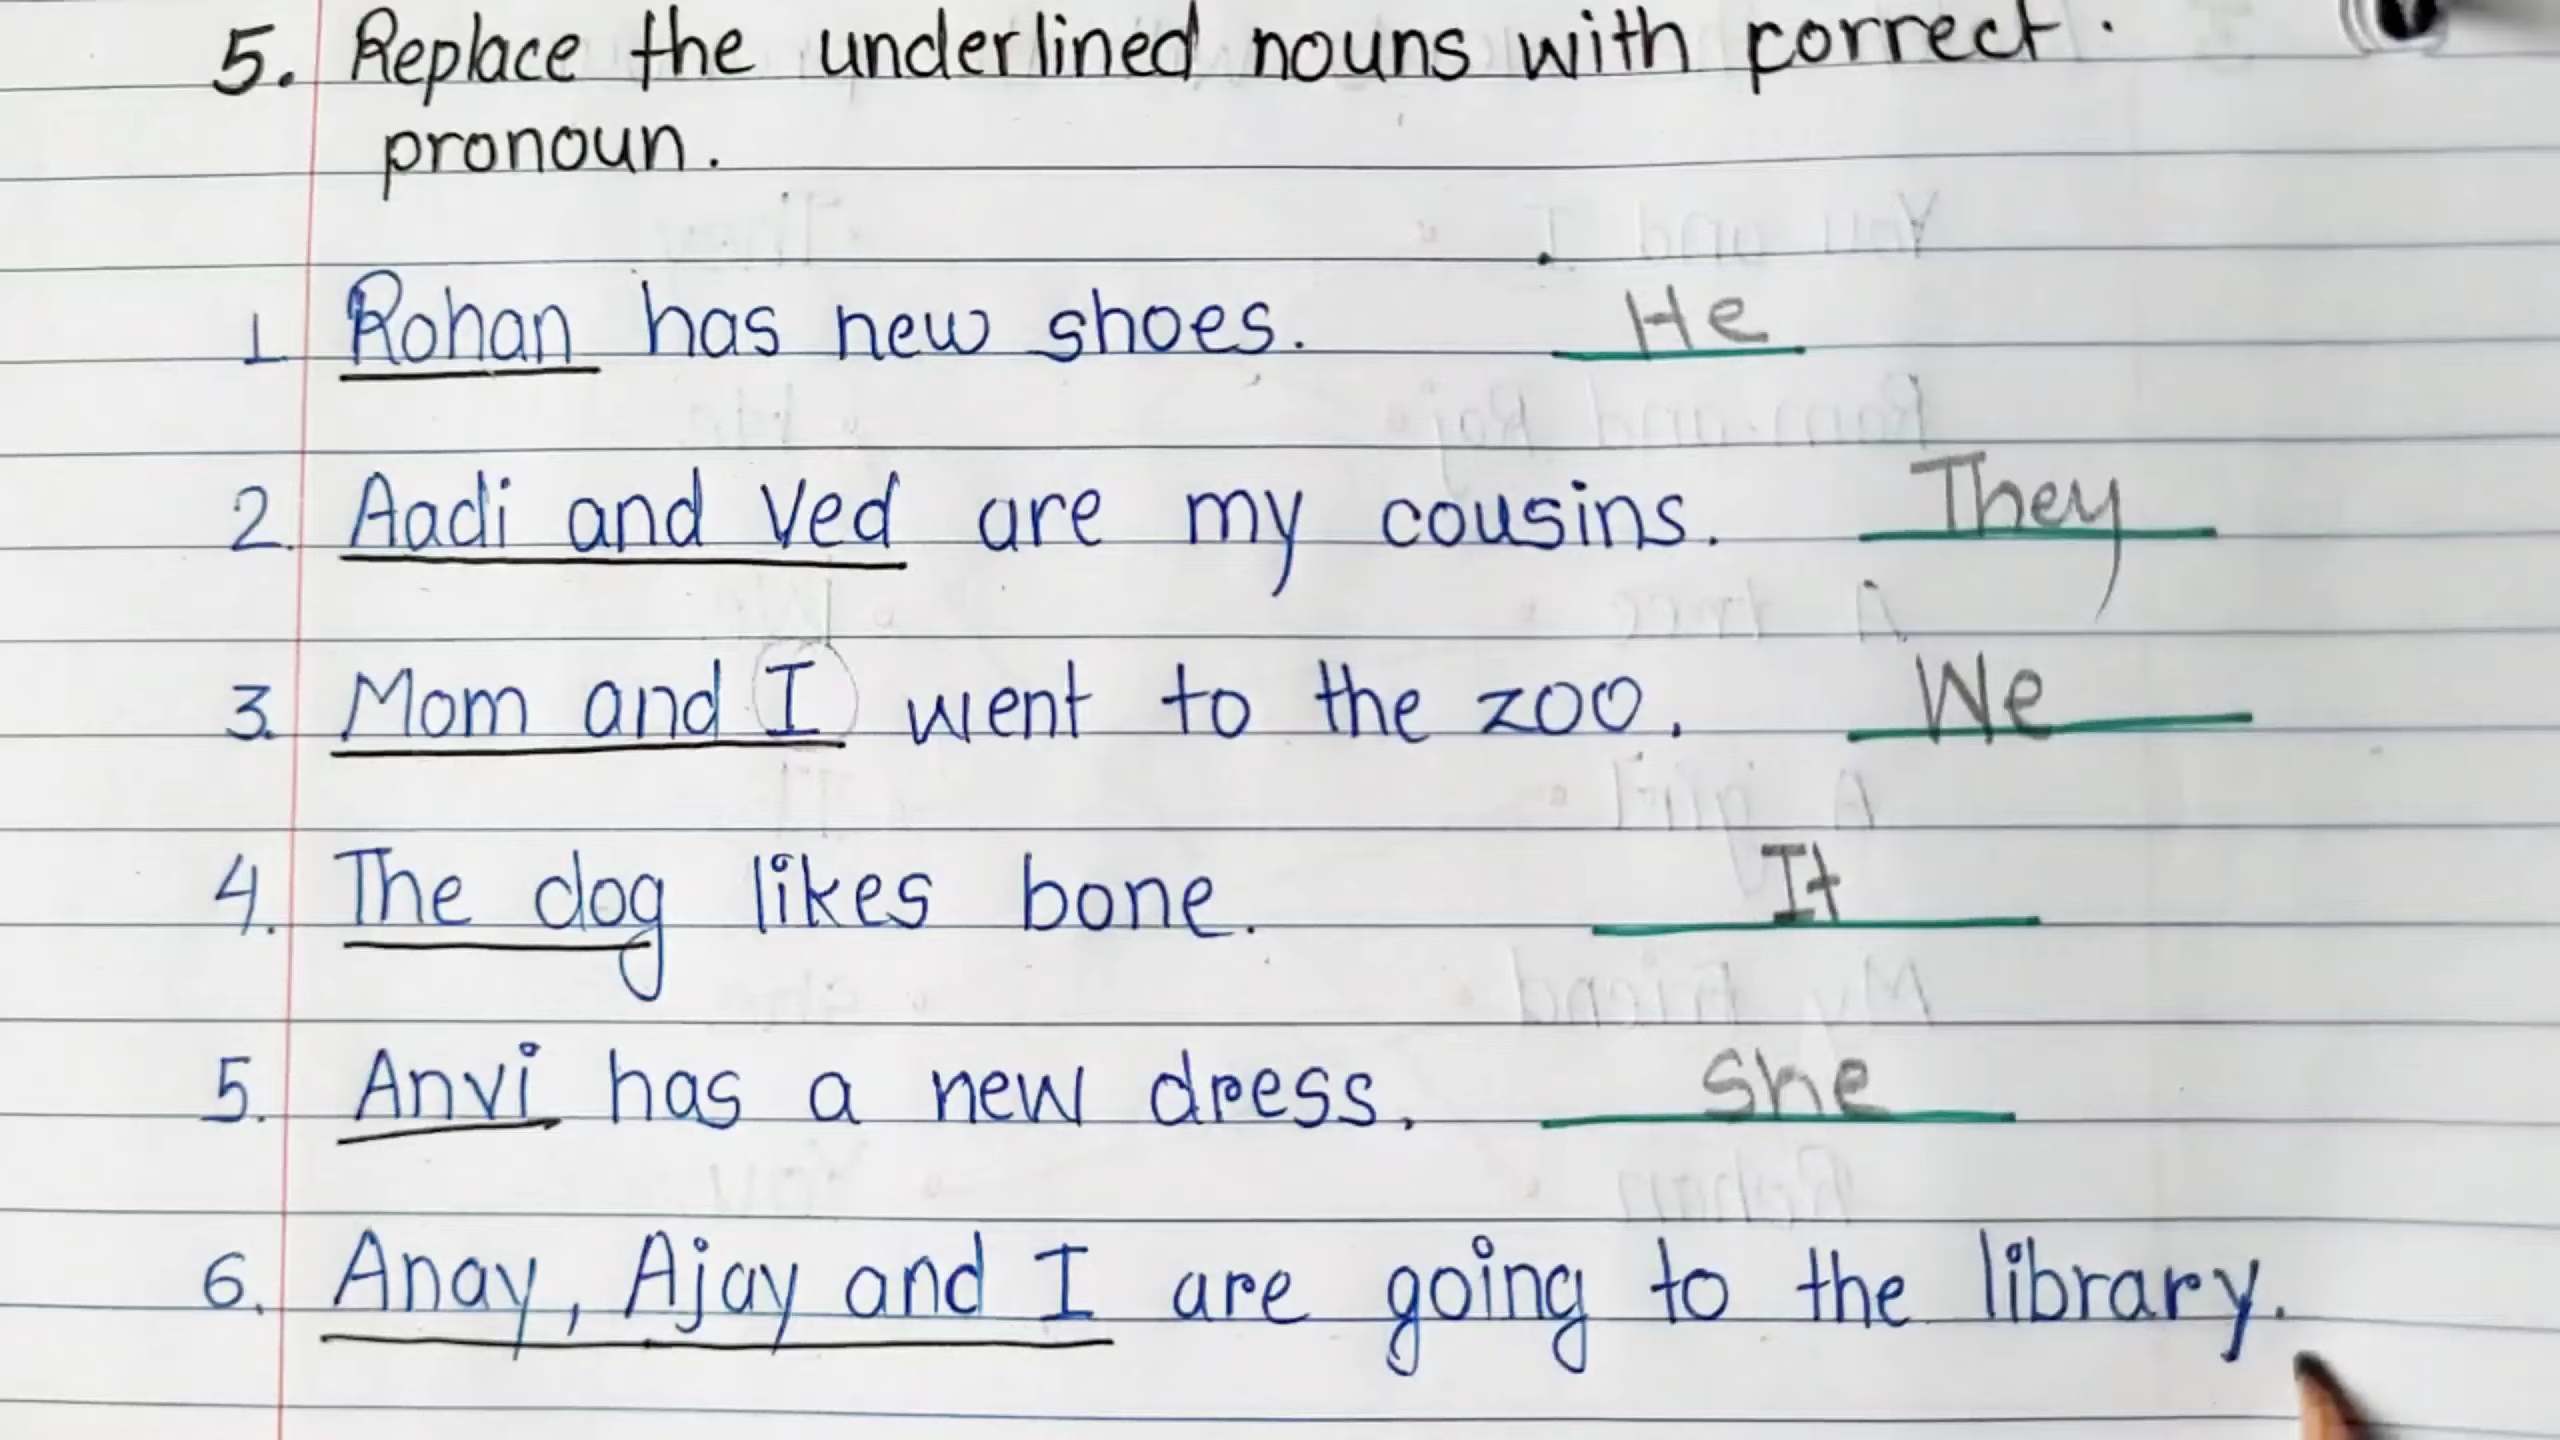 5. Replace the underlined nouns with correct
pronoun.
1 Rohan has new shoes. He
2. Aadi and Ved are my cousins. They
3. Mom and I went to the zoo. We
4. The dog likes bone. It
5. Anvi has a new dress. She
6. Anay, Ajay and I are going to the library.